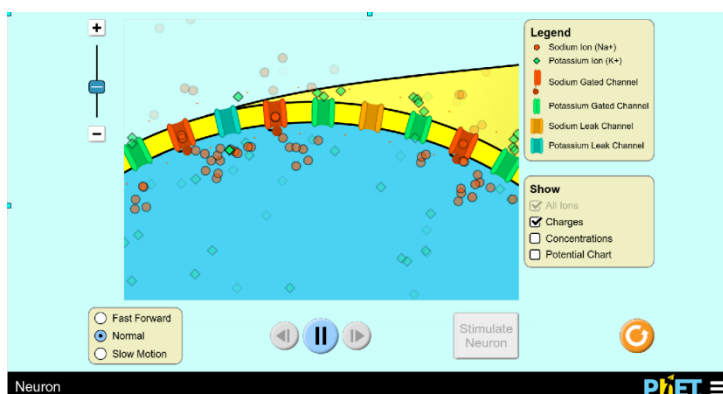 Legend
Sodium Ion (Na+)
Potassium Ion (K+)
Sodium Gated Channel
Potassium Gated Channel
Sodium Leak Channel
Potassium Leak Channel
Show
All Ions
Charges
Concentrations
Potential Chart
Fast Forward
Normal
Slow Motion
Stimulate
Neuron
Neuron
PhET